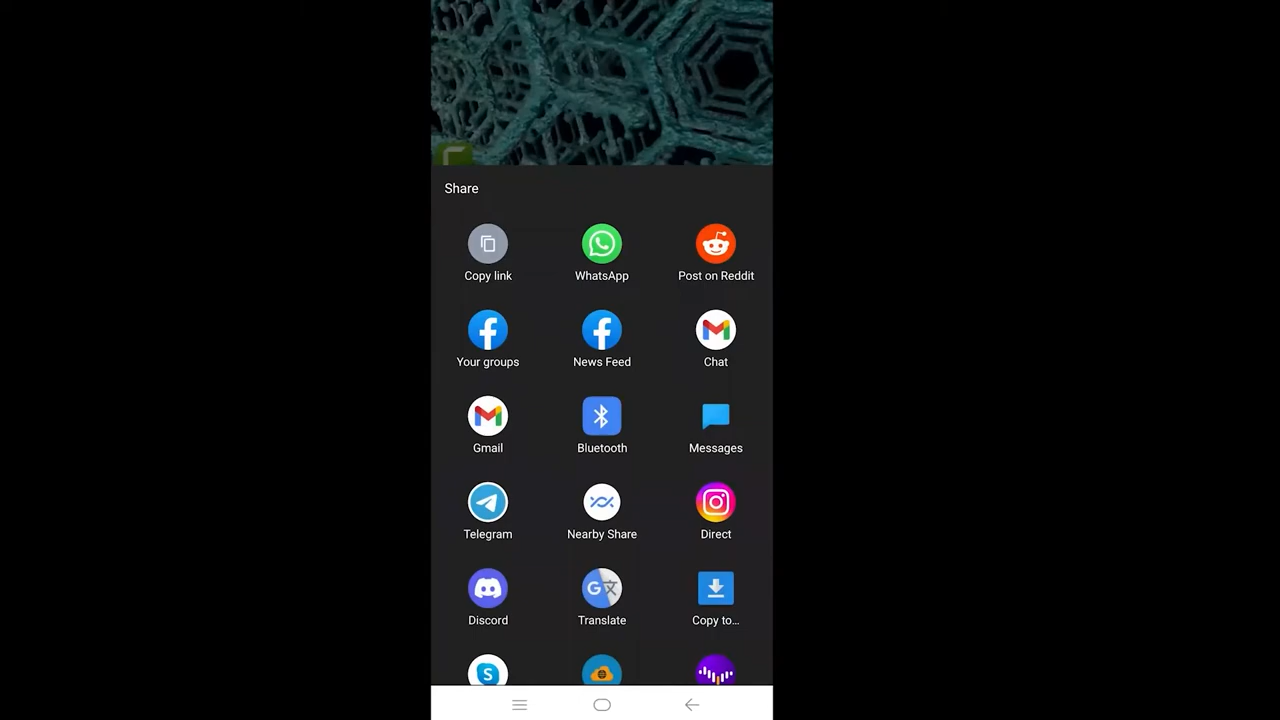 Share
Copy link
WhatsApp
Post on Reddit
Your groups
News Feed
Chat
Gmail
Bluetooth
Messages
Telegram
Nearby Share
Direct
Discord
Translate
Copy to...